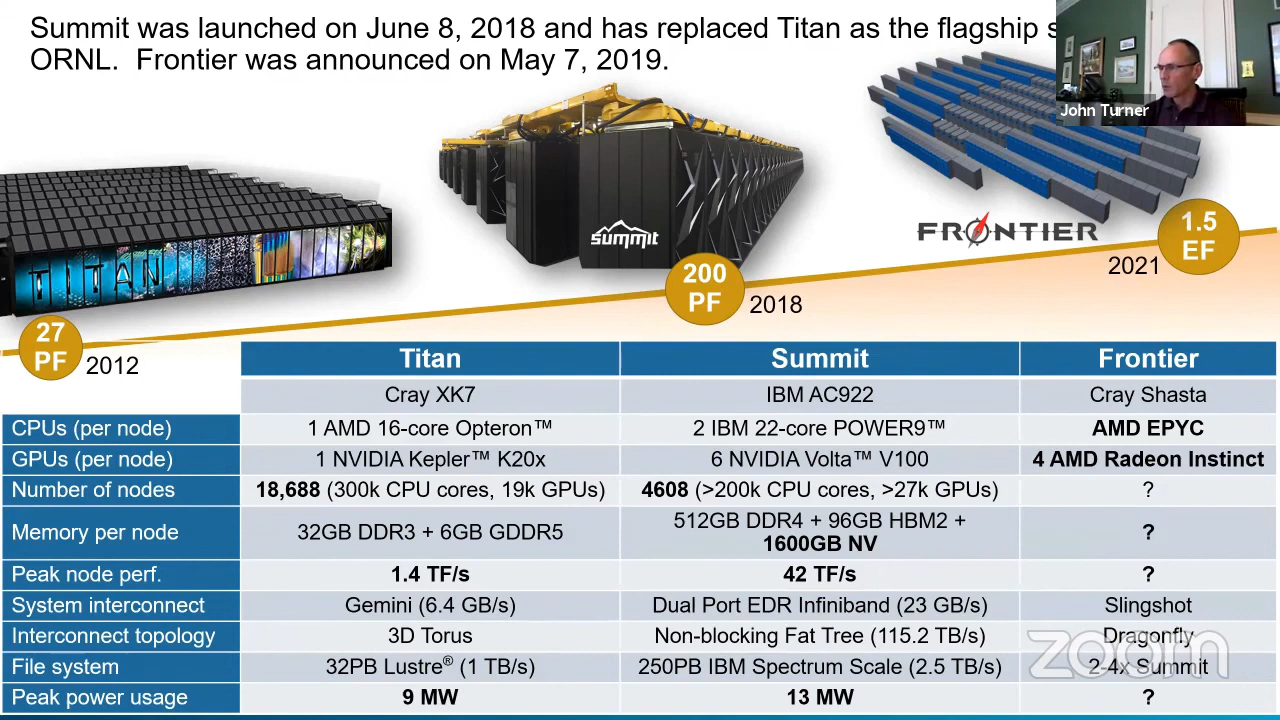 Summit was launched on June 8, 2018 and has replaced Titan as the flagship
ORNL. Frontier was announced on May 7, 2019.
John Turner
TITAN
summit
FRONTIER
27
PF
2012
200
PF
2018
1.5
EF
2021
Titan Summit Frontier
Cray XK7 IBM AC922 Cray Shasta
CPUs (per node) 1 AMD 16-core Opteron™ 2 IBM 22-core POWER9™ AMD EPYC
GPUs (per node) 1 NVIDIA Kepler™ K20x 6 NVIDIA Volta™ V100 4 AMD Radeon Instinct
Number of nodes 18,688 (300k CPU cores, 19k GPUs) 4608 (>200k CPU cores, >27k GPUs) ?
Memory per node 32GB DDR3 + 6GB GDDR5 512GB DDR4 + 96GB HBM2 +
1600GB NV ?
Peak node perf. 1.4 TF/s 42 TF/s ?
System interconnect Gemini (6.4 GB/s) Dual Port EDR Infiniband (23 GB/s) Slingshot
Interconnect topology 3D Torus Non-blocking Fat Tree (115.2 TB/s) Dragonfly
File system 32PB Lustre® (1 TB/s) 250PB IBM Spectrum Scale (2.5 TB/s) 2-4x Summit
Peak power usage 9 MW 13 MW ?
zoom